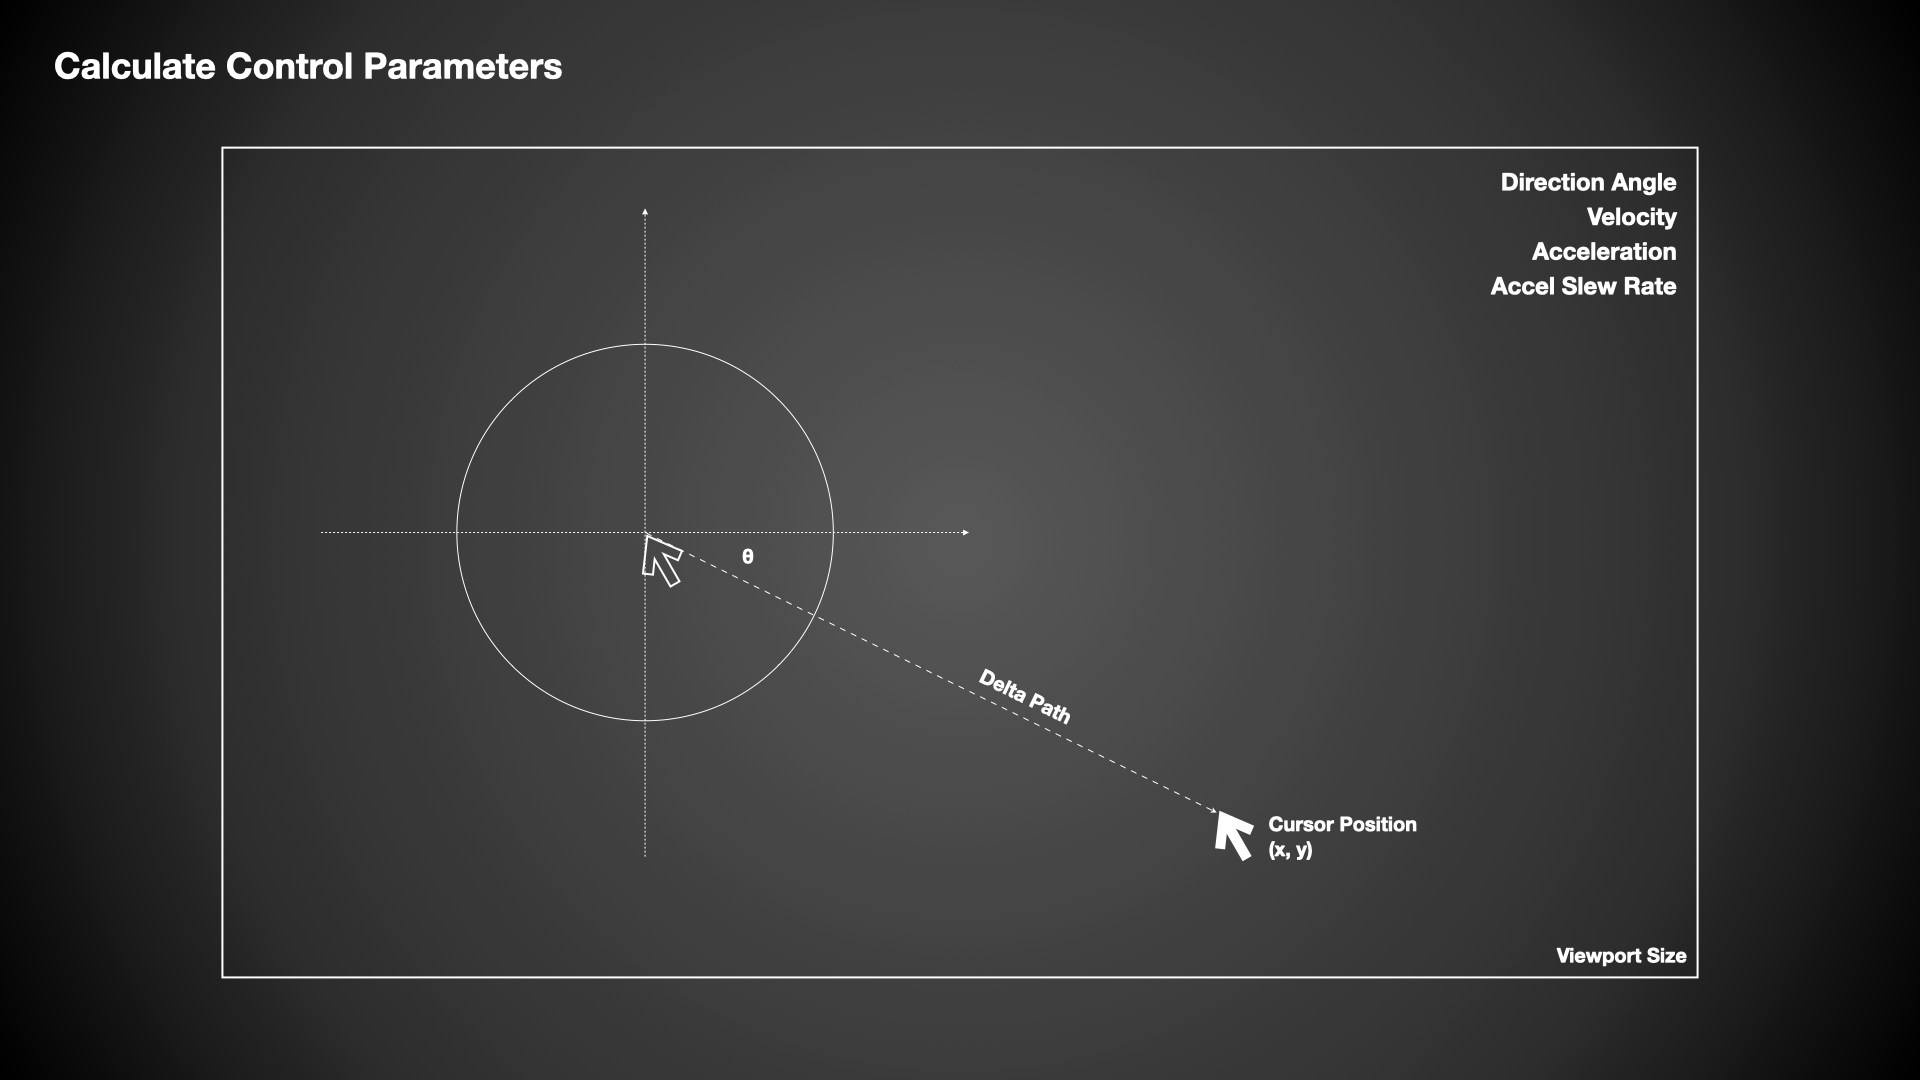 Calculate Control Parameters
Direction Angle
Velocity
Acceleration
Accel Slew Rate
θ
Delta Path
Cursor Position
(x, y)
Viewport Size